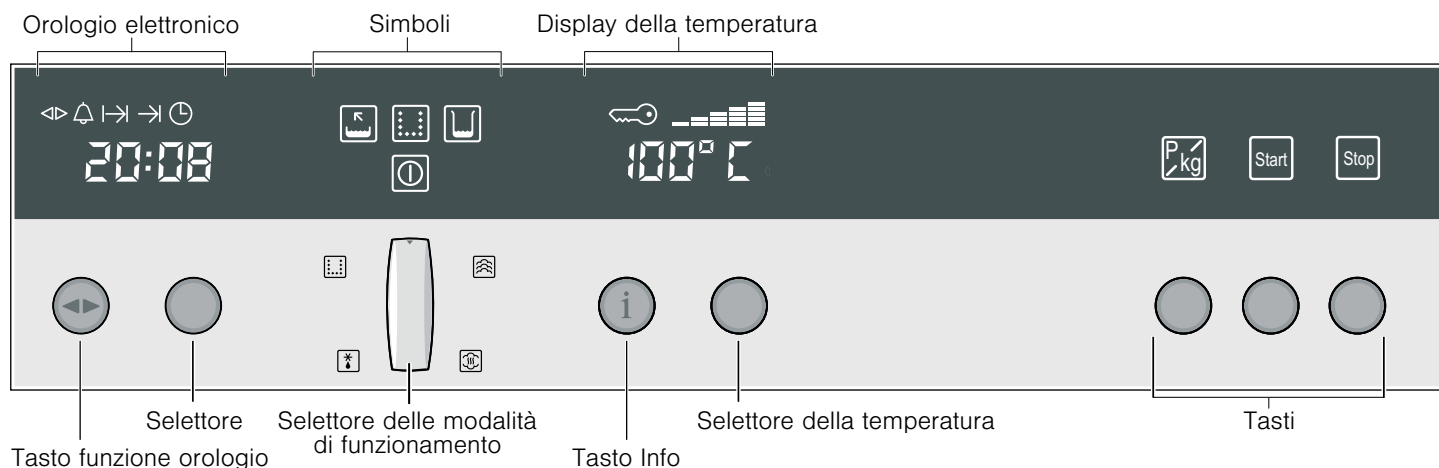 Orologio elettronico
Simboli
Display della temperatura
20:08
100°C
P/kg
Start
Stop
i
Selettore
Selettore delle modalità
di funzionamento
Selettore della temperatura
Tasti
Tasto funzione orologio
Tasto Info